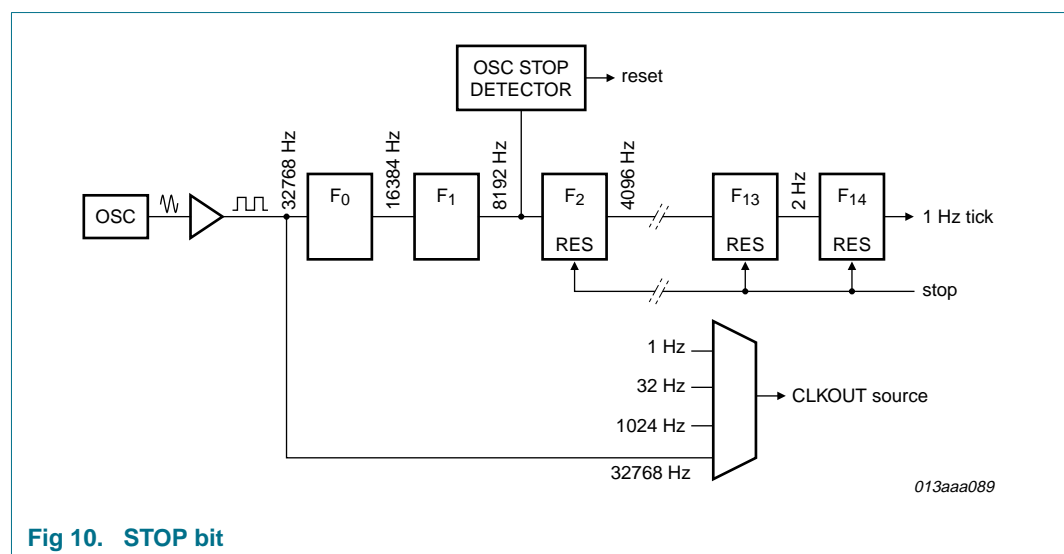 OSC STOP
DETECTOR
reset
32768 Hz
16384 Hz
8192 Hz
4096 Hz
2 Hz
OSC
F0
F1
F2
RES
F13
RES
F14
RES
1 Hz tick
stop
1 Hz
32 Hz
1024 Hz
32768 Hz
CLKOUT source
013aaa089
Fig 10. STOP bit